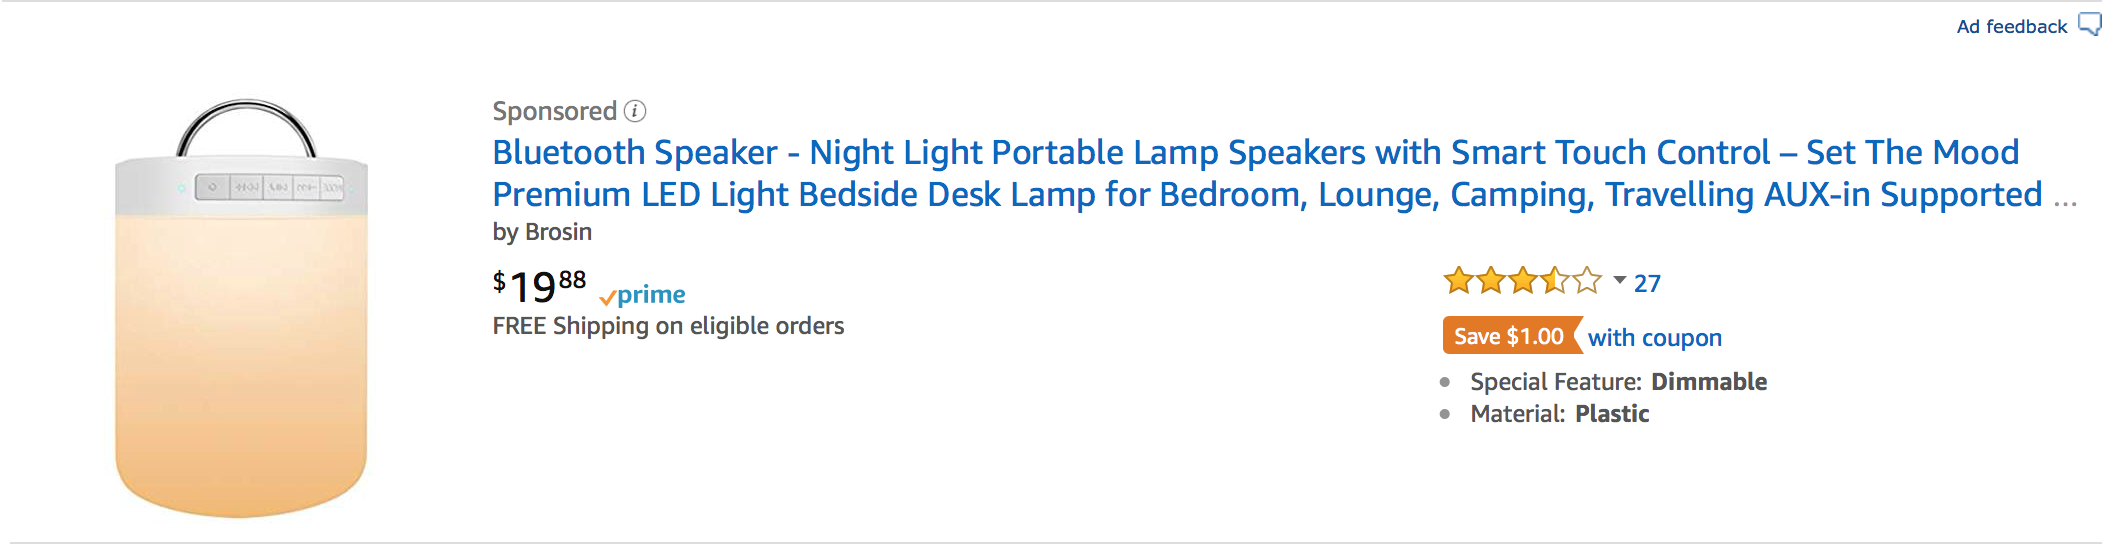 Ad feedback
Sponsored
Bluetooth Speaker - Night Light Portable Lamp Speakers with Smart Touch Control – Set The Mood
Premium LED Light Bedside Desk Lamp for Bedroom, Lounge, Camping, Travelling AUX-in Supported ...
by Brosin
$19 88 prime
FREE Shipping on eligible orders
27
Save $1.00 with coupon
Special Feature: Dimmable
Material: Plastic